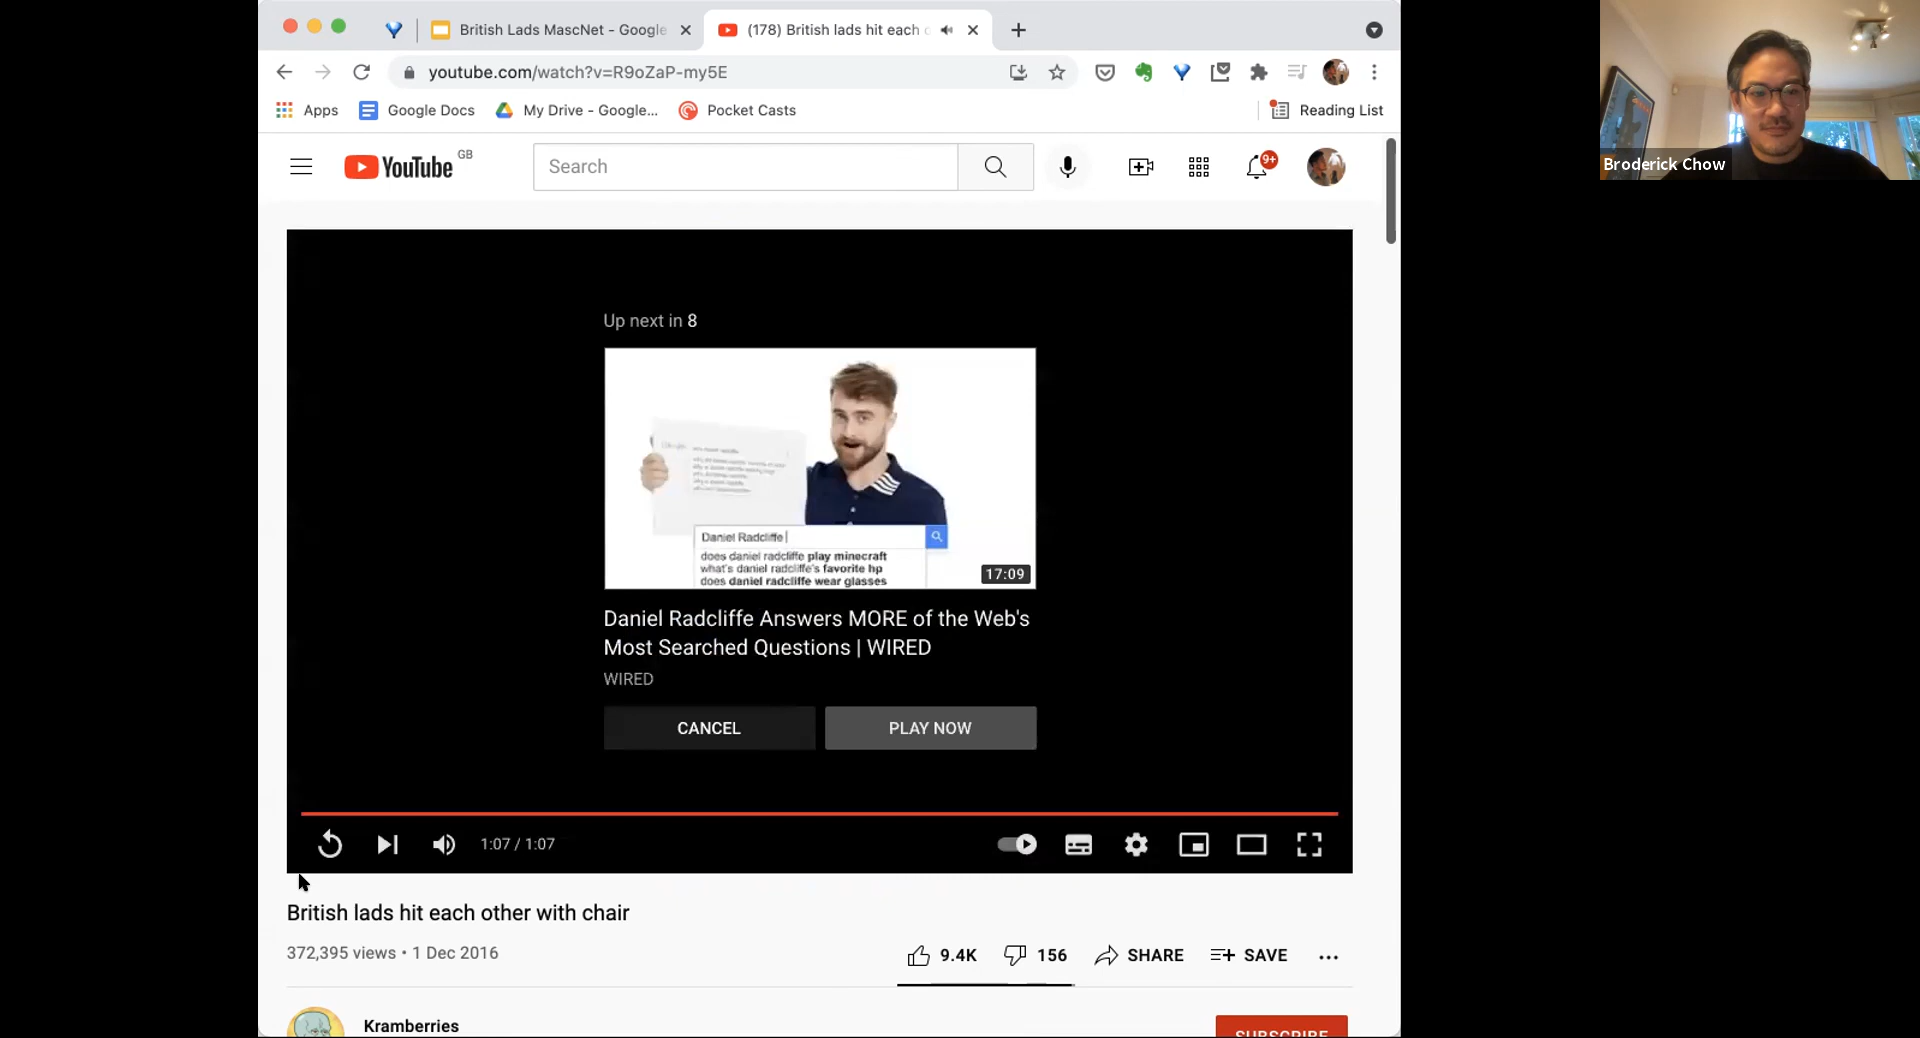 British Lads MascNet - Google
(178) British lads hit each o
youtube.com/watch?v=R9oZaP-my5E
Apps
Google Docs
My Drive - Google...
Pocket Casts
Reading List
YouTube GB
Search
9+
Broderick Chow
Up next in 8
Daniel Radcliffe
does daniel radcliffe play minecraft
what's daniel radcliffe's favorite hp
does daniel radcliffe wear glasses
17:09
Daniel Radcliffe Answers MORE of the Web's
Most Searched Questions | WIRED
WIRED
CANCEL
PLAY NOW
1:07 / 1:07
British lads hit each other with chair
372,395 views • 1 Dec 2016
9.4K
156
SHARE
SAVE
Kramberries
SUBSCRIBE